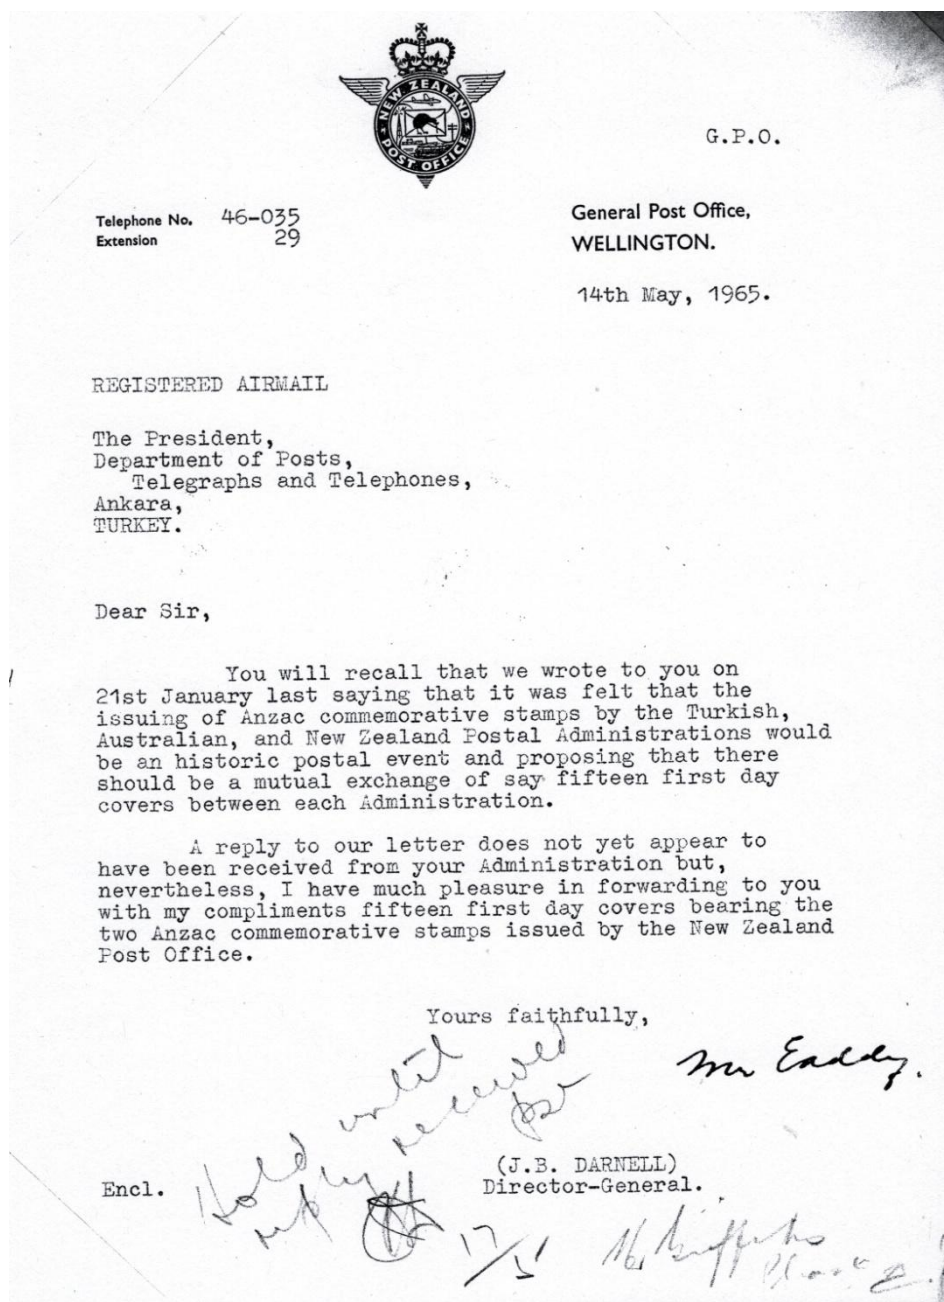 NEW ZEALAND
POST OFFICE
G.P.O.
Telephone No. 46-035
Extension 29
General Post Office,
WELLINGTON.
14th May, 1965.
REGISTERED AIRMAIL
The President,
Department of Posts,
Telegraphs and Telephones,
Ankara,
TURKEY.
Dear Sir,
You will recall that we wrote to you on
21st January last saying that it was felt that the
issuing of Anzac commemorative stamps by the Turkish,
Australian, and New Zealand Postal Administrations would
be an historic postal event and proposing that there
should be a mutual exchange of say fifteen first day
covers between each Administration.
A reply to our letter does not yet appear to
have been received from your Administration but,
nevertheless, I have much pleasure in forwarding to you
with my compliments fifteen first day covers bearing the
two Anzac commemorative stamps issued by the New Zealand
Post Office.
Yours faithfully,
Mr Eaddy.
Hold until
reply received
(J.B. DARNELL)
Director-General.
Encl.
17/5
Mr Griffiths